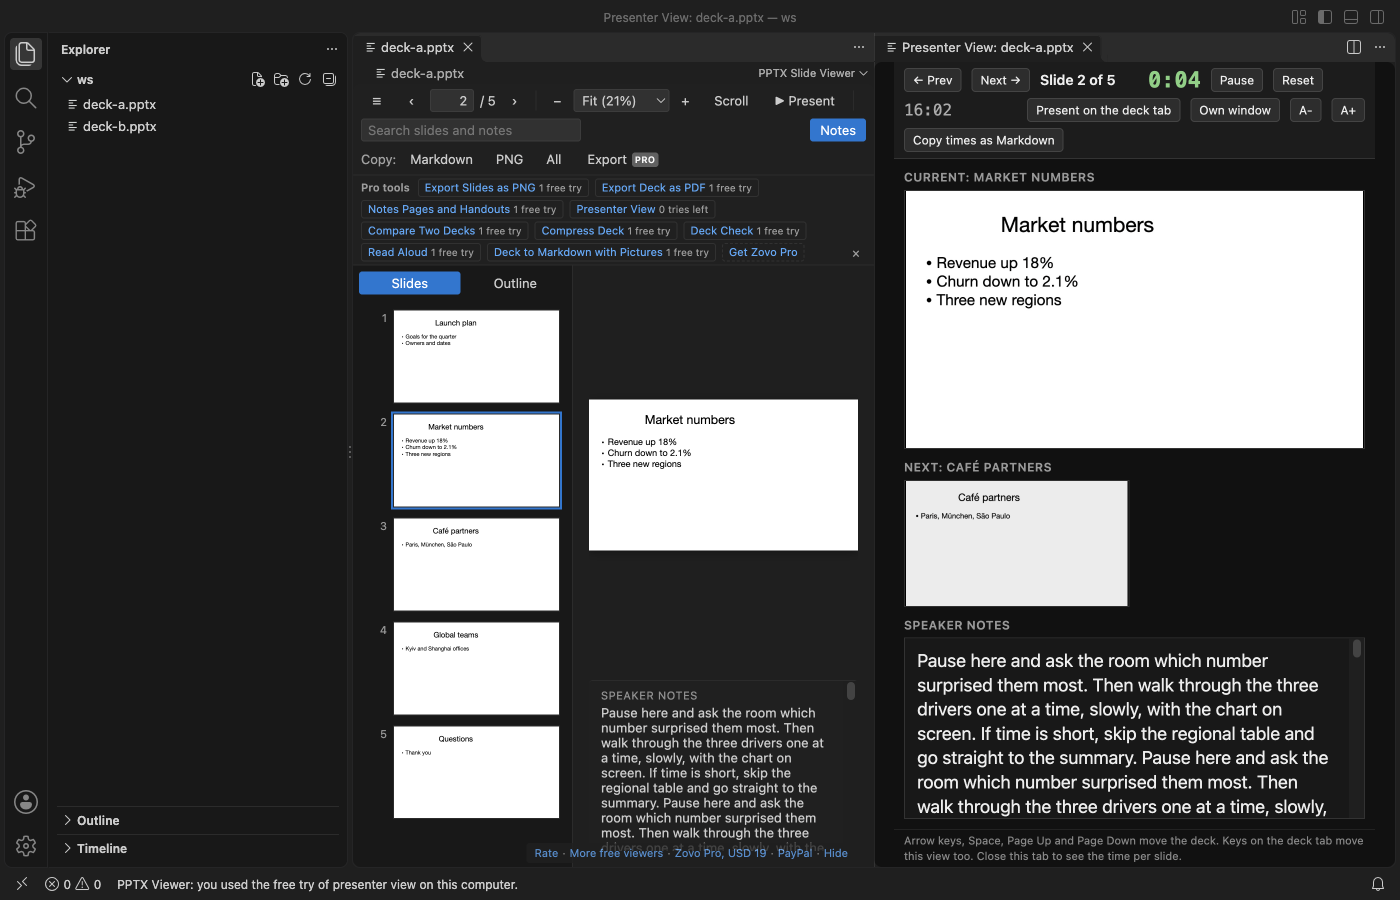 Presenter View: deck-a.pptx — ws
Explorer
ws
deck-a.pptx
deck-b.pptx
Outline
Timeline
deck-a.pptx
deck-a.pptx
PPTX Slide Viewer
2 / 5
Fit (21%)
Scroll
Present
Search slides and notes
Notes
Copy: Markdown PNG All Export PRO
Pro tools Export Slides as PNG 1 free try Export Deck as PDF 1 free try
Notes Pages and Handouts 1 free try Presenter View 0 tries left
Compare Two Decks 1 free try Compress Deck 1 free try Deck Check 1 free try
Read Aloud 1 free try Deck to Markdown with Pictures 1 free try Get Zovo Pro
Slides Outline
1
Launch plan
• Goals for the quarter
• Owners and dates
2
Market numbers
• Revenue up 18%
• Churn down to 2.1%
• Three new regions
3
Café partners
• Paris, München, São Paulo
4
Global teams
• Kyiv and Shanghai offices
5
Questions
• Thank you
Market numbers
• Revenue up 18%
• Churn down to 2.1%
• Three new regions
SPEAKER NOTES
Pause here and ask the room which
number surprised them most. Then
walk through the three drivers one at
a time, slowly, with the chart on
screen. If time is short, skip the
regional table and go straight to the
summary. Pause here and ask the
room which number surprised them
most. Then walk through the three
drivers one at a time, slowly, with the
Rate · More free viewers · Zovo Pro, USD 19 · PayPal · Hide
Presenter View: deck-a.pptx
← Prev Next → Slide 2 of 5 0:04 Pause Reset
16:02 Present on the deck tab Own window A- A+
Copy times as Markdown
CURRENT: MARKET NUMBERS
Market numbers
• Revenue up 18%
• Churn down to 2.1%
• Three new regions
NEXT: CAFÉ PARTNERS
Café partners
• Paris, München, São Paulo
SPEAKER NOTES
Pause here and ask the room which number
surprised them most. Then walk through the three
drivers one at a time, slowly, with the chart on
screen. If time is short, skip the regional table and
go straight to the summary. Pause here and ask the
room which number surprised them most. Then
walk through the three drivers one at a time, slowly,
Arrow keys, Space, Page Up and Page Down move the deck. Keys on the deck tab move
this view too. Close this tab to see the time per slide.
0 0 PPTX Viewer: you used the free try of presenter view on this computer.